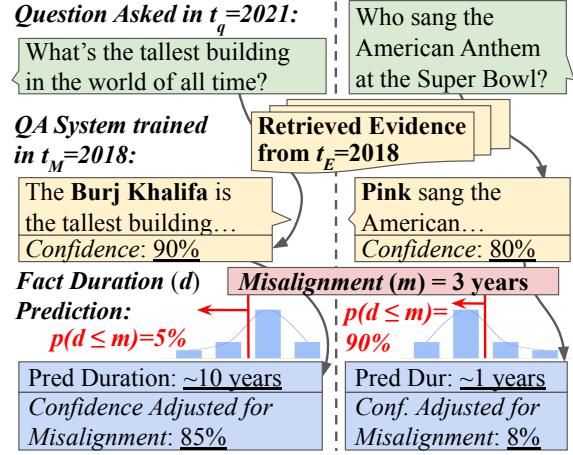 Question Asked in t_q=2021:
What's the tallest building
in the world of all time?
Who sang the
American Anthem
at the Super Bowl?
QA System trained
in t_M=2018:
Retrieved Evidence
from t_E=2018
The Burj Khalifa is
the tallest building…
Confidence: 90%
Pink sang the
American…
Confidence: 80%
Fact Duration (d)
Prediction:
Misalignment (m) = 3 years
p(d ≤ m)=5%
p(d ≤ m)=
90%
Pred Duration: ~10 years
Confidence Adjusted for
Misalignment: 85%
Pred Dur: ~1 years
Conf. Adjusted for
Misalignment: 8%